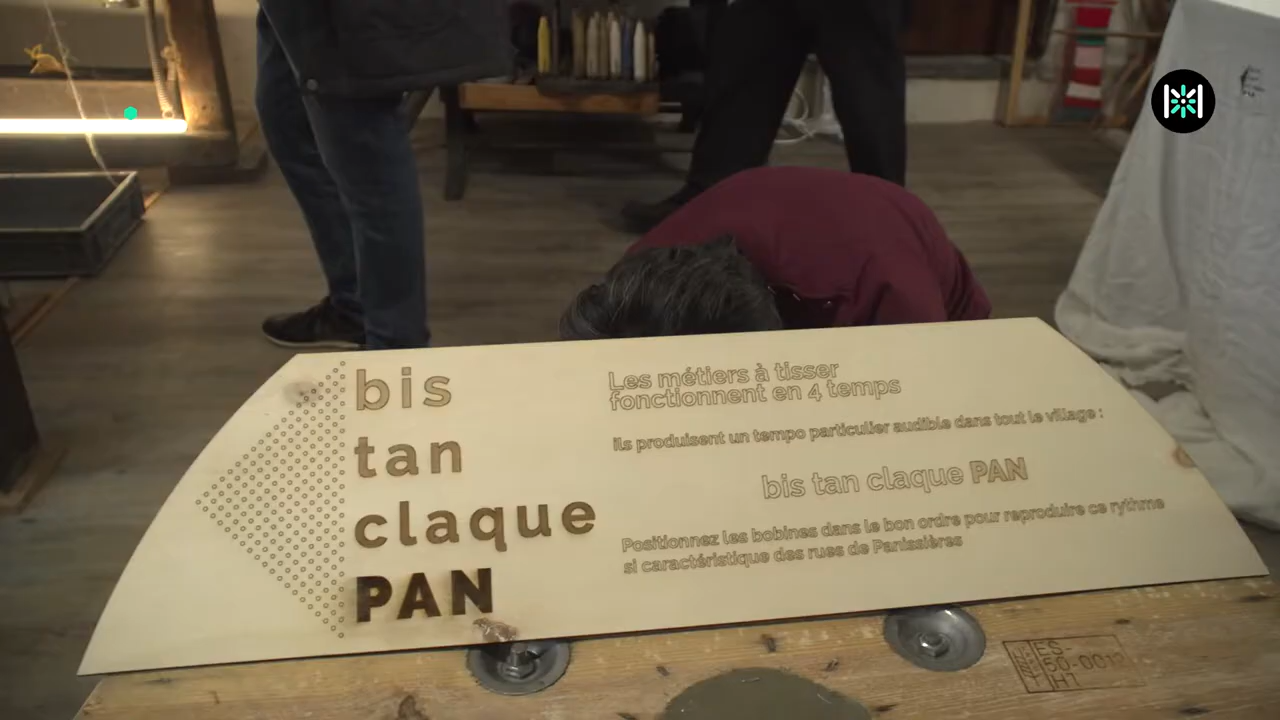 bis
tan
claque
PAN
Les métiers à tisser
fonctionnent en 4 temps
ils produisent un tempo particulier audible dans tout le village :
bis tan claque PAN
Positionnez les bobines dans le bon ordre pour reproduire ce rythme
si caractéristique des rues de Panissières
ES-
HT